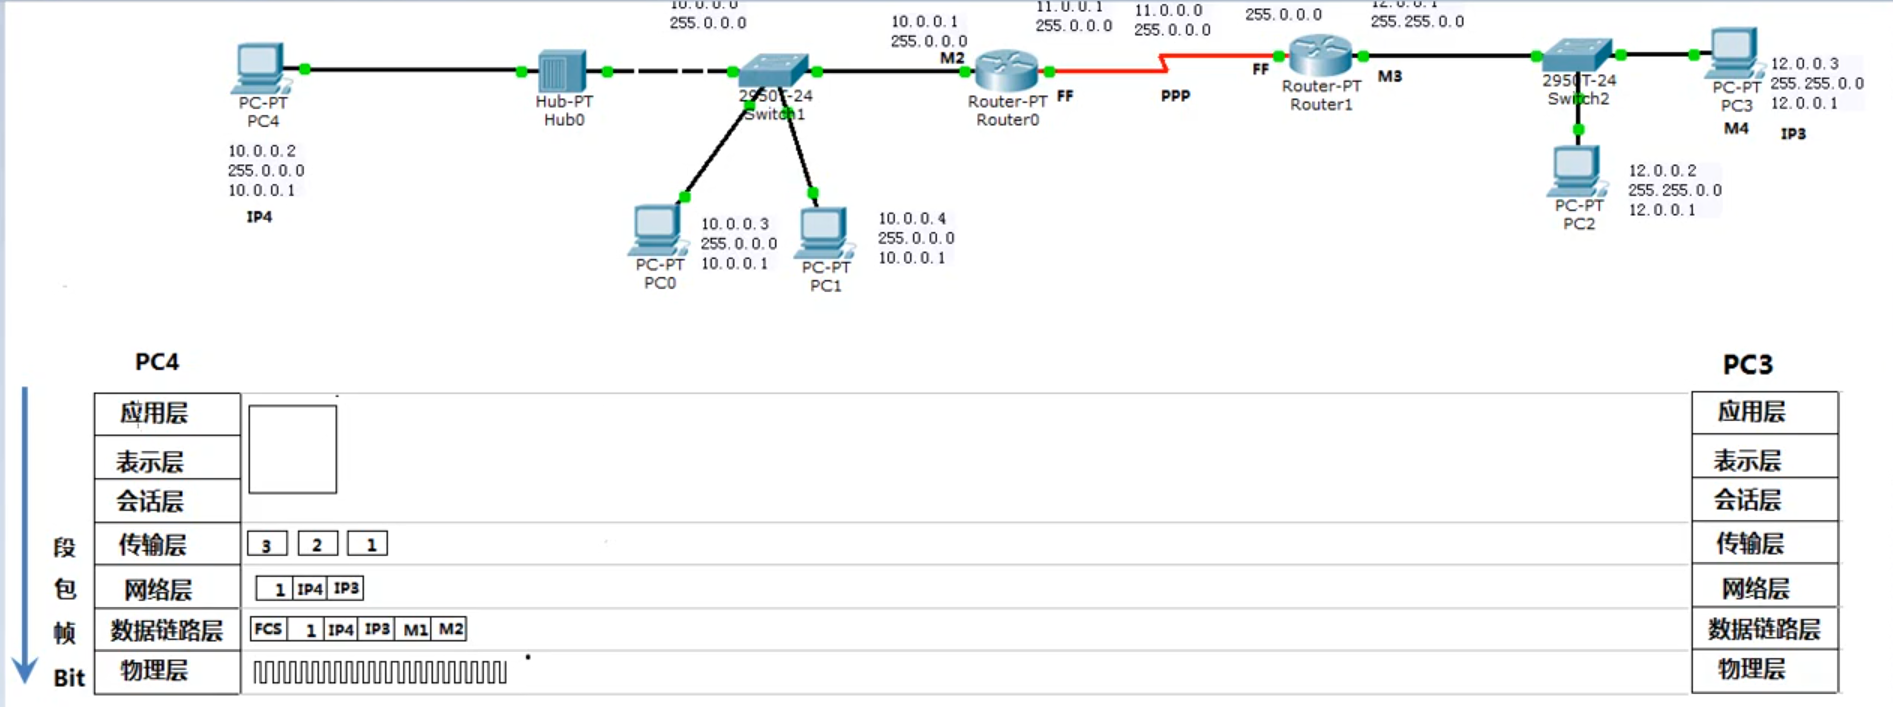 10.0.0.0
255.0.0.0
10.0.0.1
255.0.0.0
M2
11.0.0.1
255.0.0.0
11.0.0.0
255.0.0.0
255.0.0.0
12.0.0.1
255.255.0.0
PC-PT
PC4
10.0.0.2
255.0.0.0
10.0.0.1
IP4
Hub-PT
Hub0
2950T-24
Switch1
PC-PT
PC0
10.0.0.3
255.0.0.0
10.0.0.1
PC-PT
PC1
10.0.0.4
255.0.0.0
10.0.0.1
Router-PT
Router0
FF
PPP
FF
Router-PT
Router1
M3
2950T-24
Switch2
PC-PT
PC3
M4
12.0.0.3
255.255.0.0
12.0.0.1
IP3
PC-PT
PC2
12.0.0.2
255.255.0.0
12.0.0.1
PC4
PC3
应用层
应用层
表示层
表示层
会话层
会话层
段 传输层 3 2 1
传输层
包 网络层 1 IP4 IP3
网络层
帧 数据链路层 FCS 1 IP4 IP3 M1 M2
数据链路层
Bit 物理层
物理层